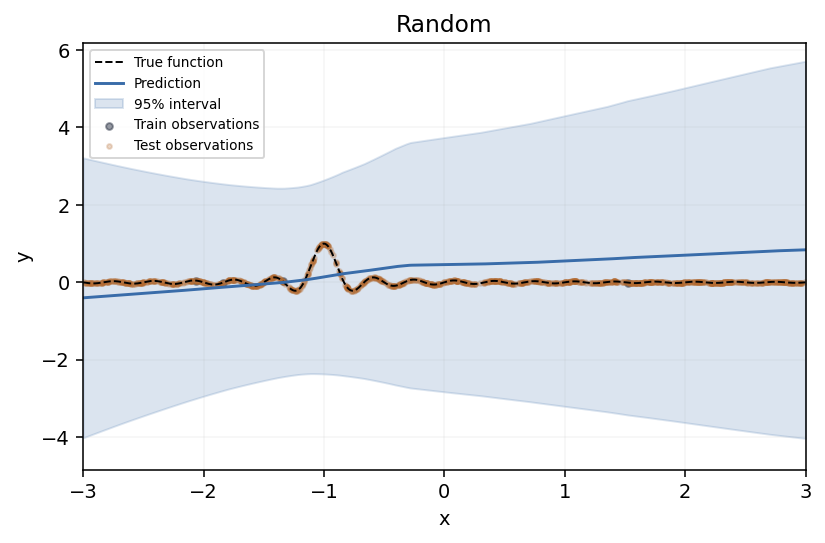 Random
True function
Prediction
95% interval
Train observations
Test observations
y
6
4
2
0
−2
−4
−3
−2
−1
0
1
2
3
x